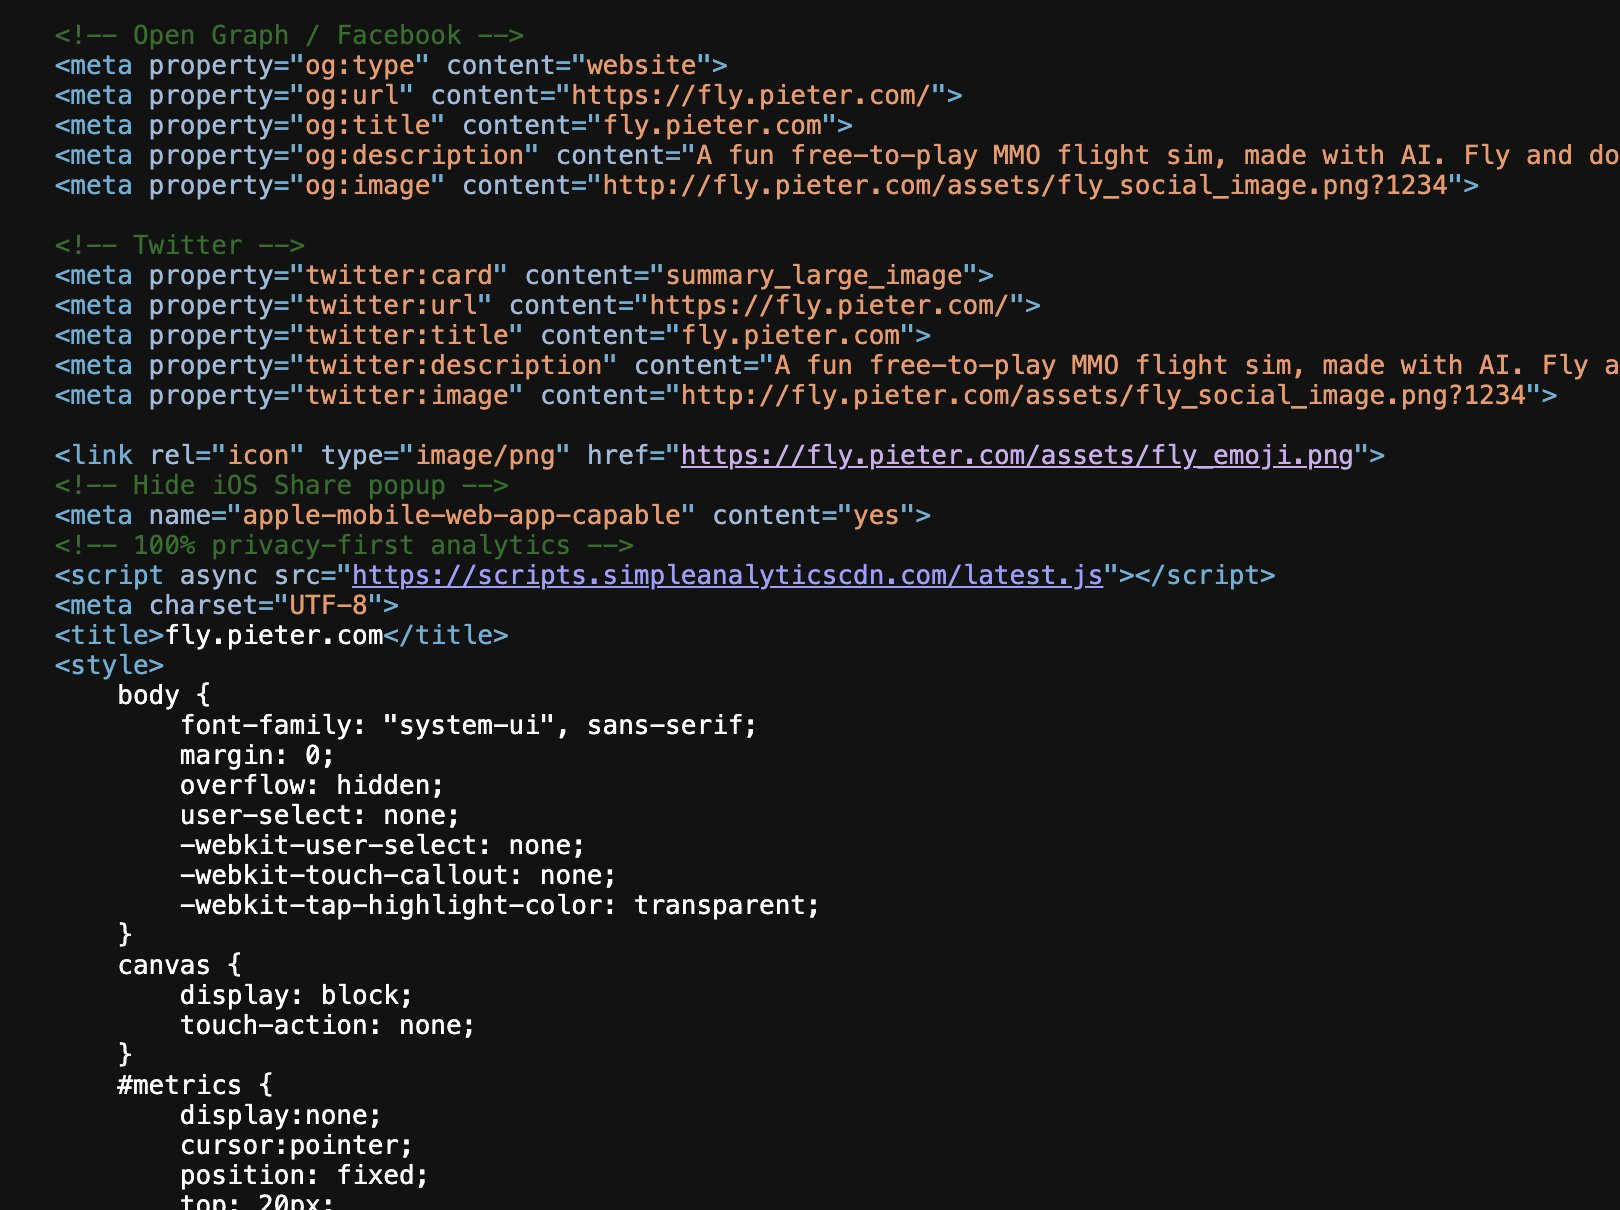 <!-- Open Graph / Facebook -->
<meta property="og:type" content="website">
<meta property="og:url" content="https://fly.pieter.com/">
<meta property="og:title" content="fly.pieter.com">
<meta property="og:description" content="A fun free-to-play MMO flight sim, made with AI. Fly and do
<meta property="og:image" content="http://fly.pieter.com/assets/fly_social_image.png?1234">
<!-- Twitter -->
<meta property="twitter:card" content="summary_large_image">
<meta property="twitter:url" content="https://fly.pieter.com/">
<meta property="twitter:title" content="fly.pieter.com">
<meta property="twitter:description" content="A fun free-to-play MMO flight sim, made with AI. Fly a
<meta property="twitter:image" content="http://fly.pieter.com/assets/fly_social_image.png?1234">
<link rel="icon" type="image/png" href="https://fly.pieter.com/assets/fly_emoji.png">
<!-- Hide iOS Share popup -->
<meta name="apple-mobile-web-app-capable" content="yes">
<!-- 100% privacy-first analytics -->
<script async src="https://scripts.simpleanalyticscdn.com/latest.js"></script>
<meta charset="UTF-8">
<title>fly.pieter.com</title>
<style>
body {
font-family: "system-ui", sans-serif;
margin: 0;
overflow: hidden;
user-select: none;
-webkit-user-select: none;
-webkit-touch-callout: none;
-webkit-tap-highlight-color: transparent;
}
canvas {
display: block;
touch-action: none;
}
#metrics {
display:none;
cursor:pointer;
position: fixed;
top: 20px;